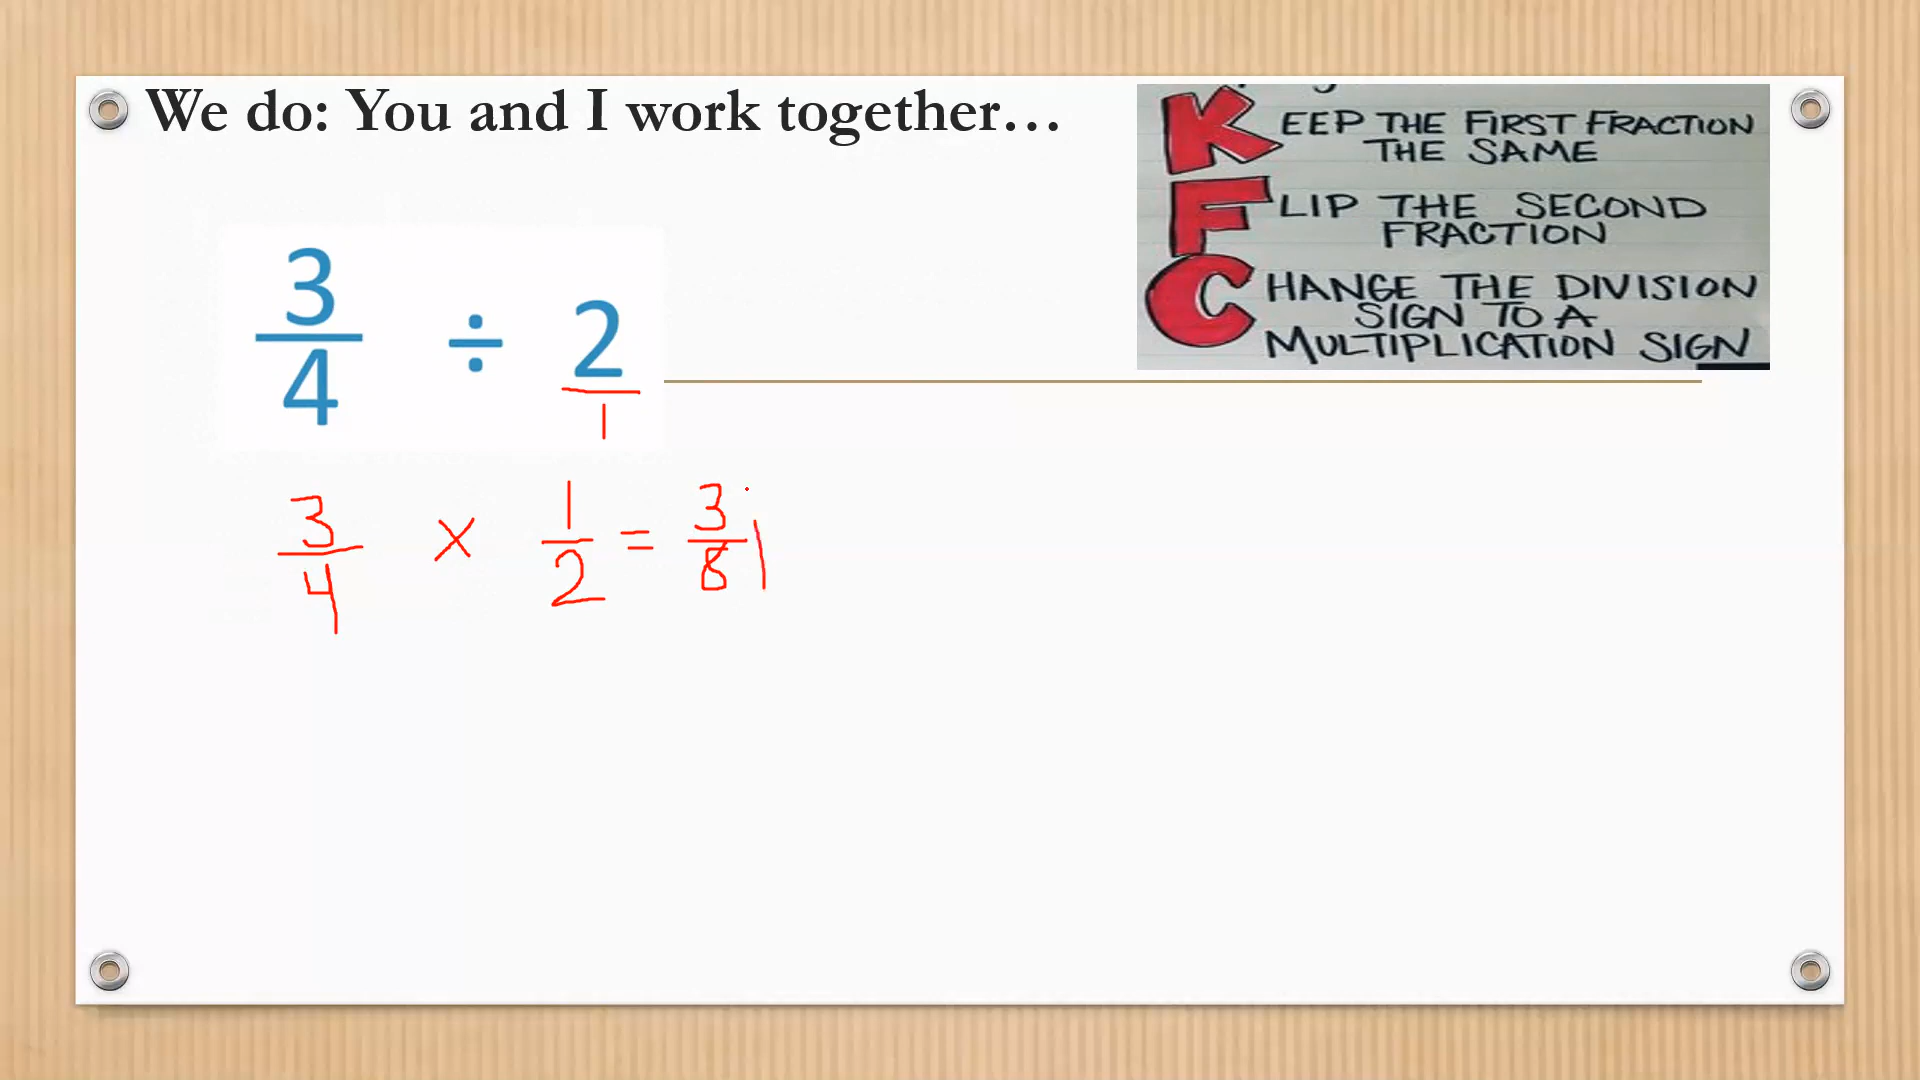 We do: You and I work together…
KEEP THE FIRST FRACTION
THE SAME
FLIP THE SECOND
FRACTION
CHANGE THE DIVISION
SIGN TO A
MULTIPLICATION SIGN
3/4 ÷ 2/1
3/4 × 1/2 = 3/8